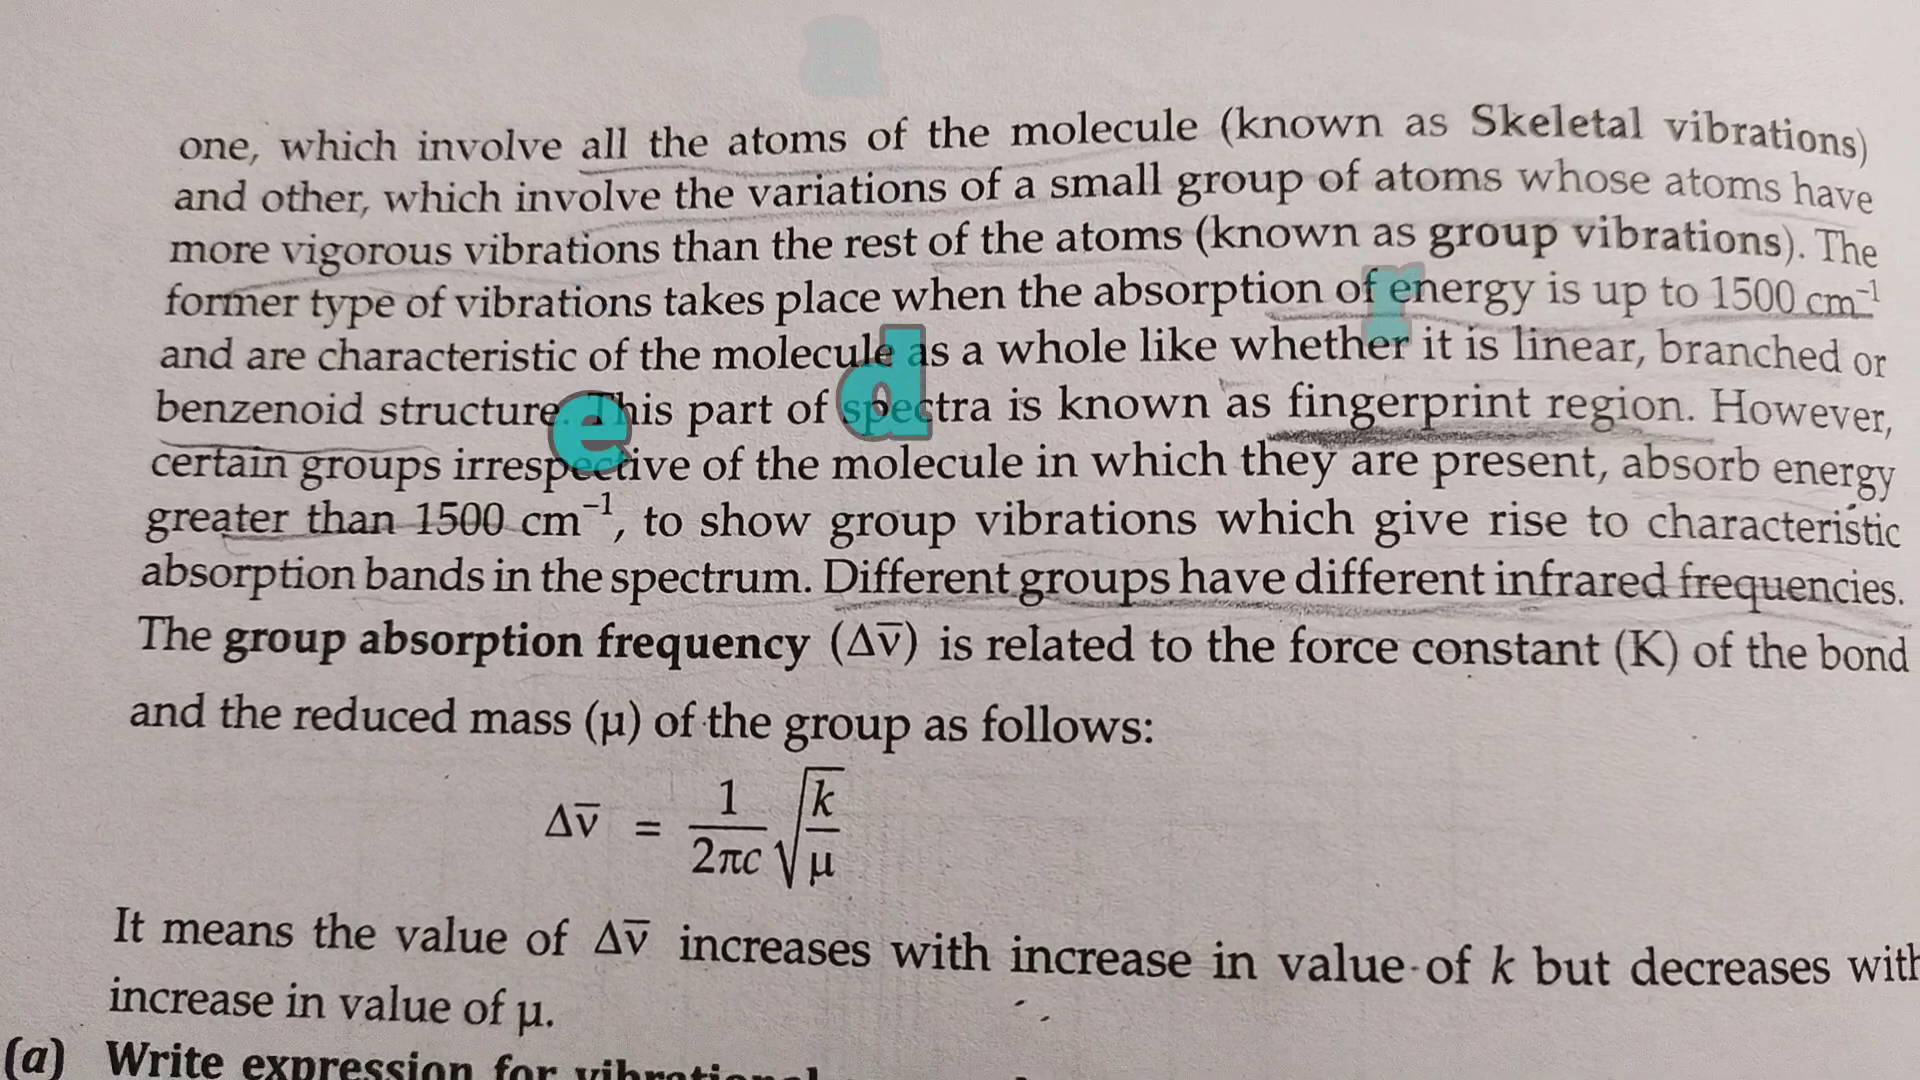 a
one, which involve all the atoms of the molecule (known as Skeletal vibrations)
and other, which involve the variations of a small group of atoms whose atoms have
more vigorous vibrations than the rest of the atoms (known as group vibrations). The
r
former type of vibrations takes place when the absorption of energy is up to 1500 cm⁻¹
d
and are characteristic of the molecule as a whole like whether it is linear, branched or
e
benzenoid structure. This part of spectra is known as fingerprint region. However,
certain groups irrespective of the molecule in which they are present, absorb energy
greater than 1500 cm⁻¹, to show group vibrations which give rise to characteristic
absorption bands in the spectrum. Different groups have different infrared frequencies.
The group absorption frequency (Δν̅) is related to the force constant (K) of the bond
and the reduced mass (μ) of the group as follows:
Δν̅ = 1/2πc √k/μ
It means the value of Δν̅ increases with increase in value of k but decreases with
increase in value of μ.
(a) Write expression for vibrational